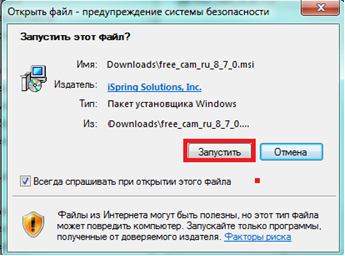 Открыть файл - предупреждение системы безопасности
Запустить этот файл?
Имя: Downloads\free_cam_ru_8_7_0.msi
Издатель: iSpring Solutions, Inc.
Тип: Пакет установщика Windows
Из: \Downloads\free_cam_ru_8_7_0....
Запустить Отмена
Всегда спрашивать при открытии этого файла
Файлы из Интернета могут быть полезны, но этот тип файла
может повредить компьютер. Запускайте только программы,
полученные от доверяемого издателя. Факторы риска